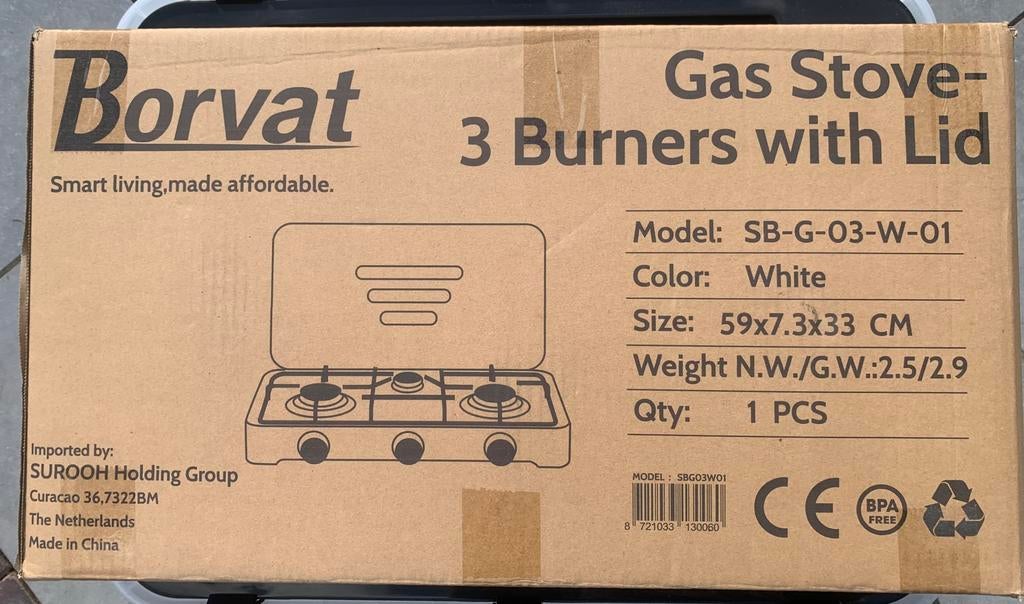 Borvat
Smart living,made affordable.
Gas Stove-
3 Burners with Lid
Model: SB-G-03-W-01
Color: White
Size: 59x7.3x33 CM
Weight N.W./G.W.:2.5/2.9
Qty: 1 PCS
Imported by:
SUROOH Holding Group
Curacao 36,7322BM
The Netherlands
Made in China
MODEL : SBG03W01
8 721033 130060
CE
BPA
FREE